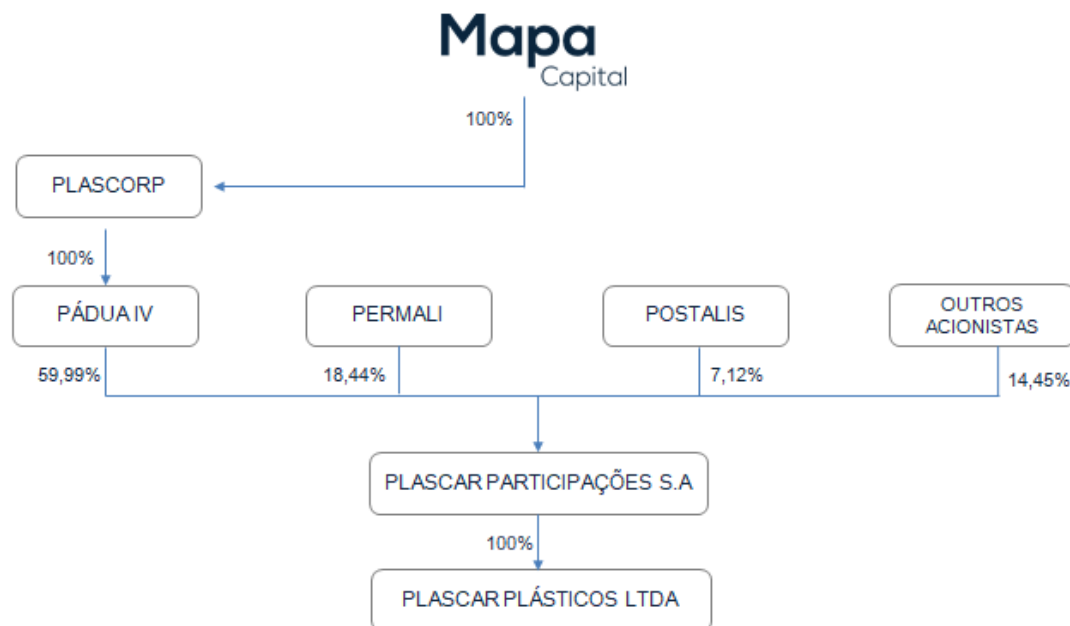 Mapa
Capital
100%
PLASCORP
100%
PÁDUA IV
PERMALI
POSTALIS
OUTROS
ACIONISTAS
59,99%
18,44%
7,12%
14,45%
PLASCAR PARTICIPAÇÕES S.A
100%
PLASCAR PLÁSTICOS LTDA